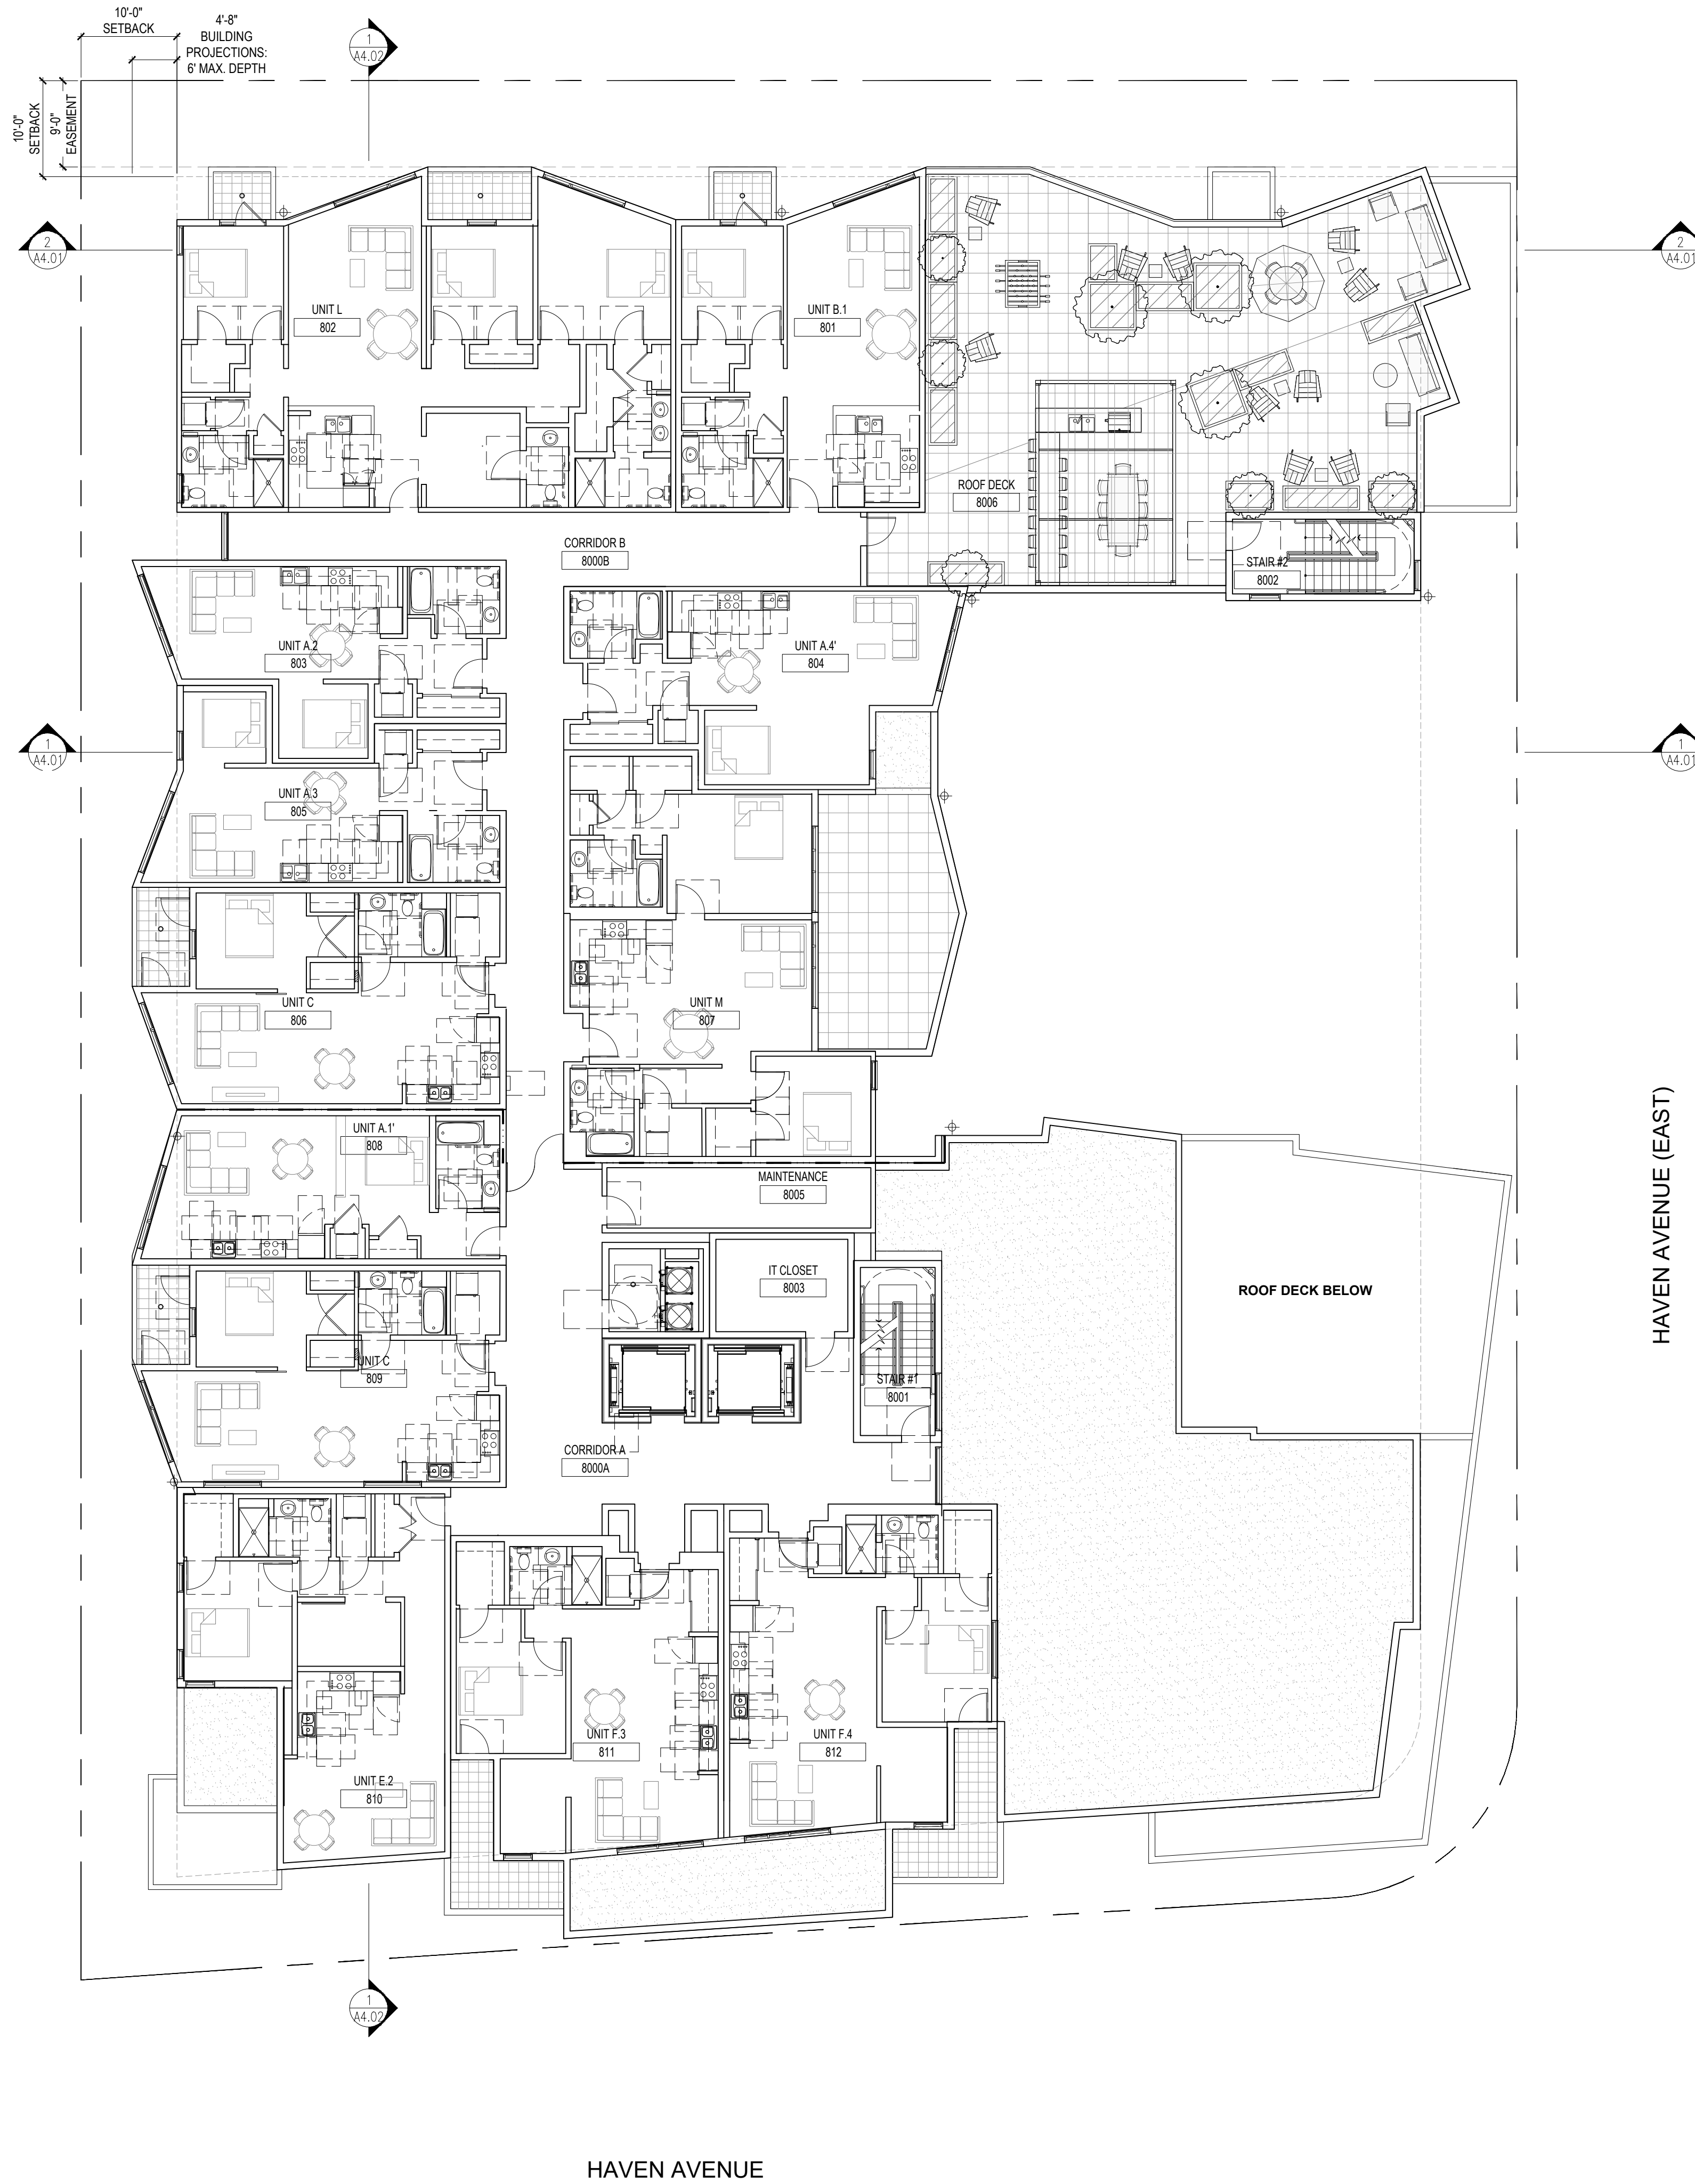 10'-0"
SETBACK
4'-8"
BUILDING
PROJECTIONS:
6' MAX. DEPTH
1
A4.02
10'-0"
SETBACK
9'-0"
EASEMENT
2
A4.01
2
A4.01
UNIT L
802
UNIT B.1
801
ROOF DECK
8006
CORRIDOR B
8000B
STAIR #2
8002
UNIT A.2
803
UNIT A.4'
804
1
A4.01
1
A4.01
UNIT A.3
805
UNIT C
806
UNIT M
807
UNIT A.1'
808
MAINTENANCE
8005
IT CLOSET
8003
ROOF DECK BELOW
HAVEN AVENUE (EAST)
UNIT C
809
STAIR #1
8001
CORRIDOR A
8000A
UNIT F.3
811
UNIT F.4
812
UNIT E.2
810
1
A4.02
HAVEN AVENUE